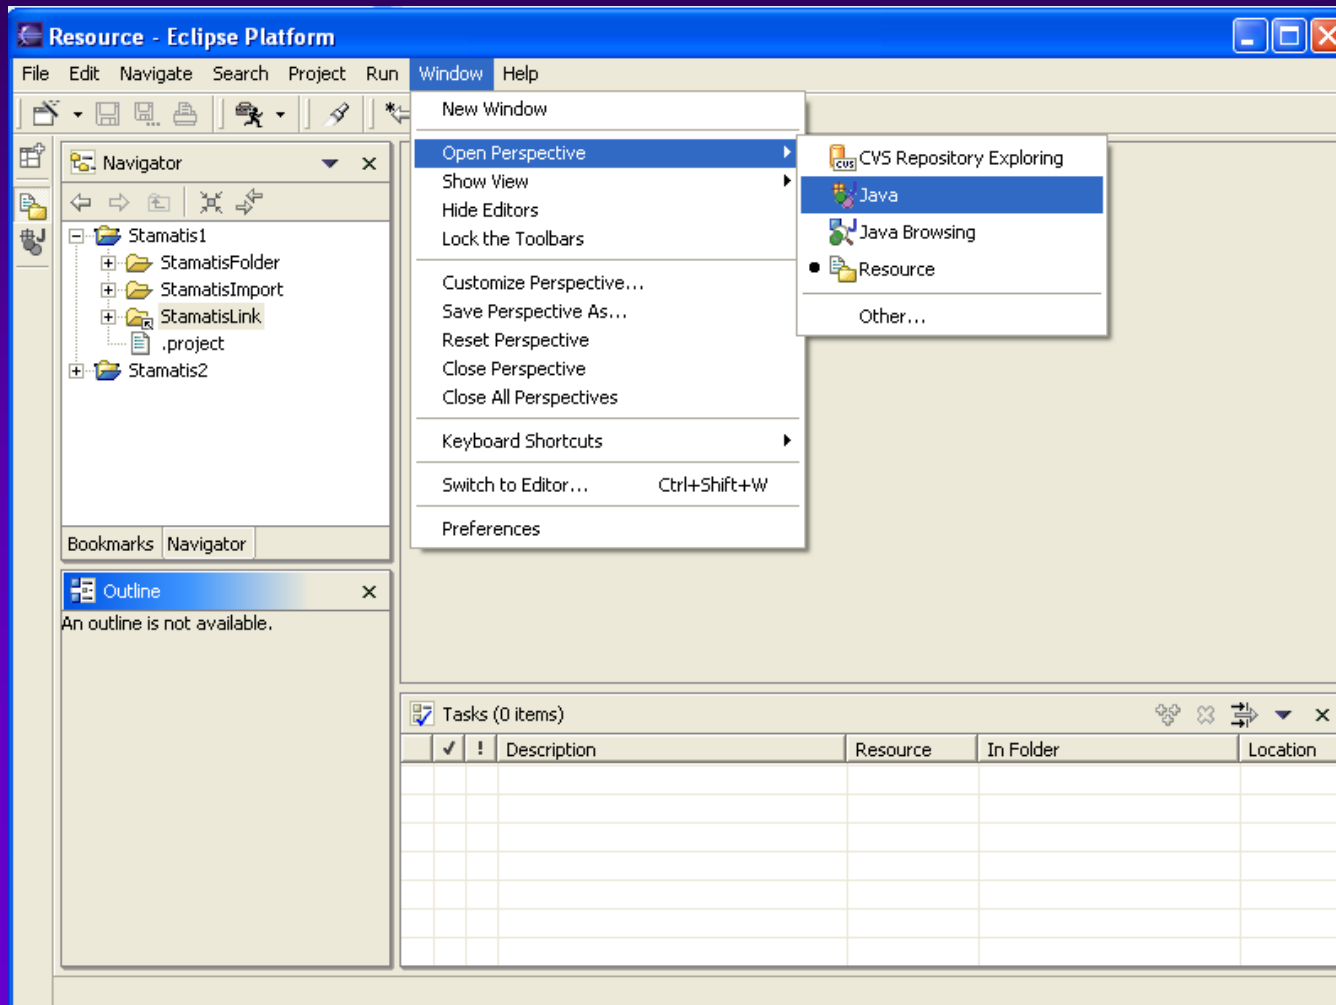 Resource - Eclipse Platform
File Edit Navigate Search Project Run Window Help
New Window
Open Perspective
Show View
Hide Editors
Lock the Toolbars
Customize Perspective...
Save Perspective As...
Reset Perspective
Close Perspective
Close All Perspectives
Keyboard Shortcuts
Switch to Editor... Ctrl+Shift+W
Preferences
CVS CVS Repository Exploring
Java
Java Browsing
Resource
Other...
Navigator
Stamatis1
StamatisFolder
StamatisImport
StamatisLink
.project
Stamatis2
Bookmarks Navigator
Outline
An outline is not available.
Tasks (0 items)
! Description Resource In Folder Location